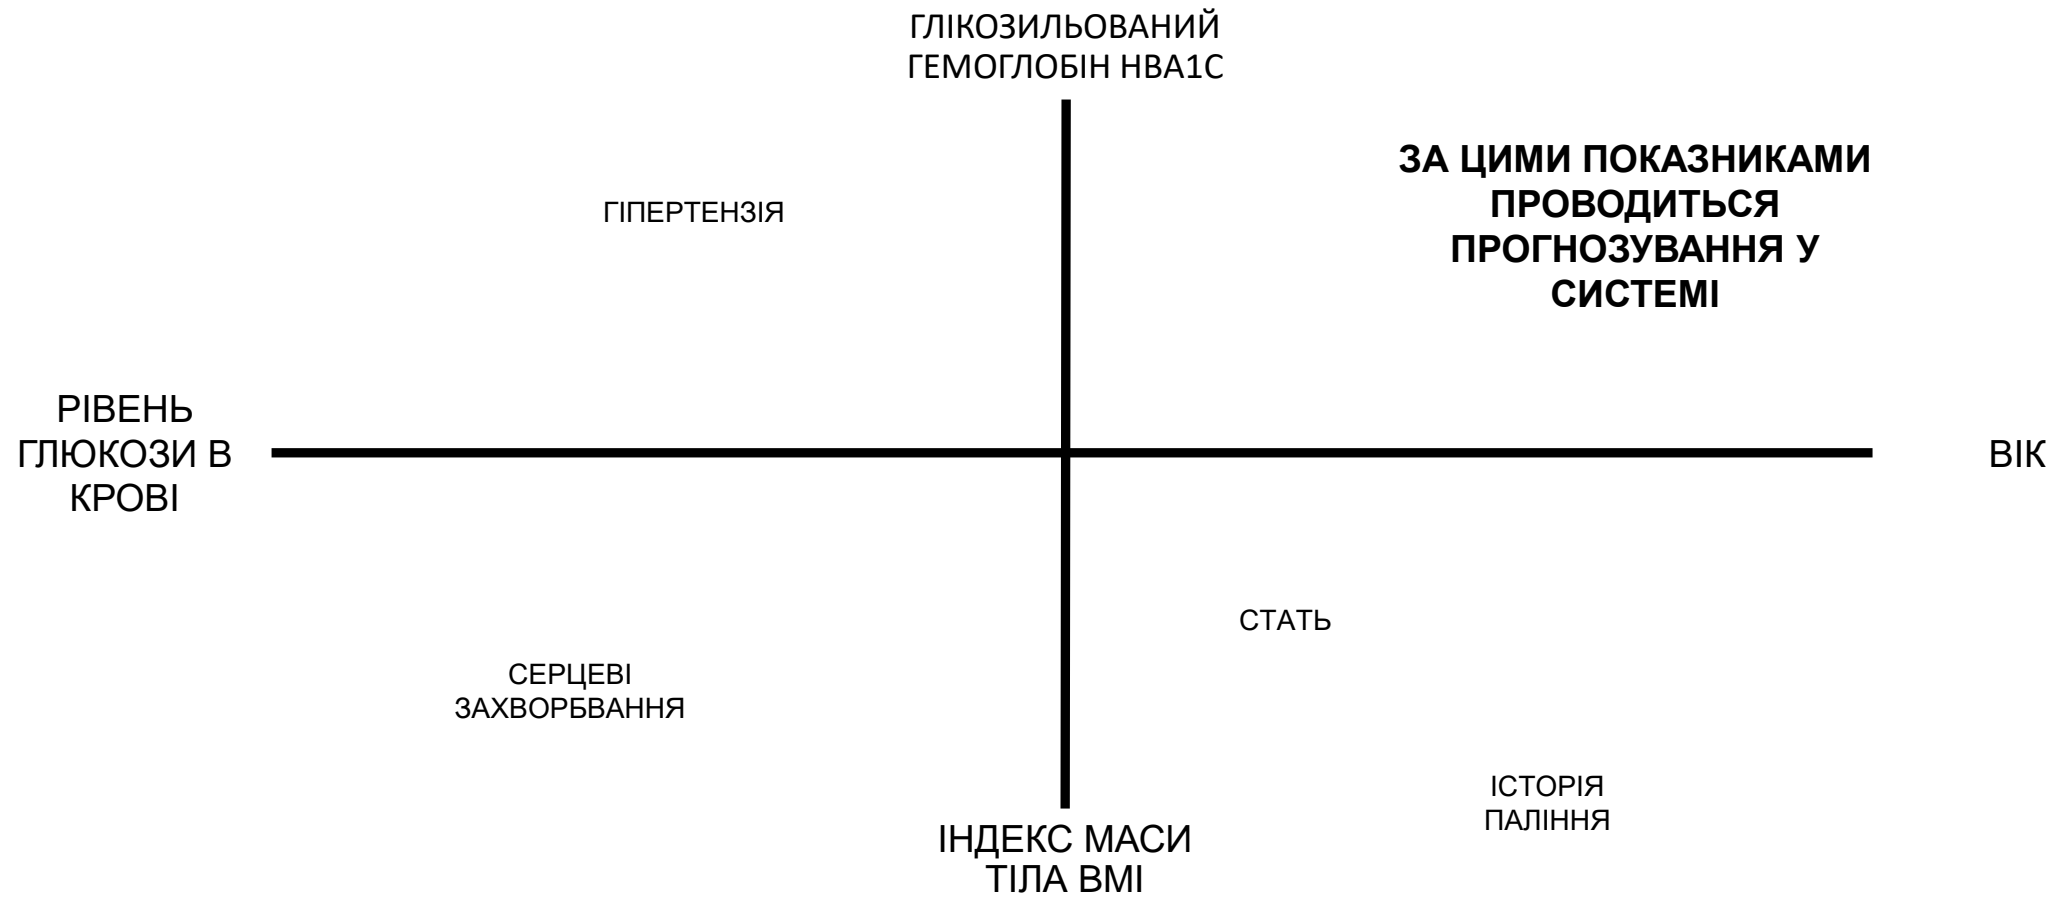 ГЛІКОЗИЛЬОВАНИЙ
ГЕМОГЛОБІН HBA1C
ЗА ЦИМИ ПОКАЗНИКАМИ
ПРОВОДИТЬСЯ
ПРОГНОЗУВАННЯ У
СИСТЕМІ
ГІПЕРТЕНЗІЯ
РІВЕНЬ
ГЛЮКОЗИ В
КРОВІ
ВІК
СТАТЬ
СЕРЦЕВІ
ЗАХВОРБВАННЯ
ІСТОРІЯ
ПАЛІННЯ
ІНДЕКС МАСИ
ТІЛА BMI